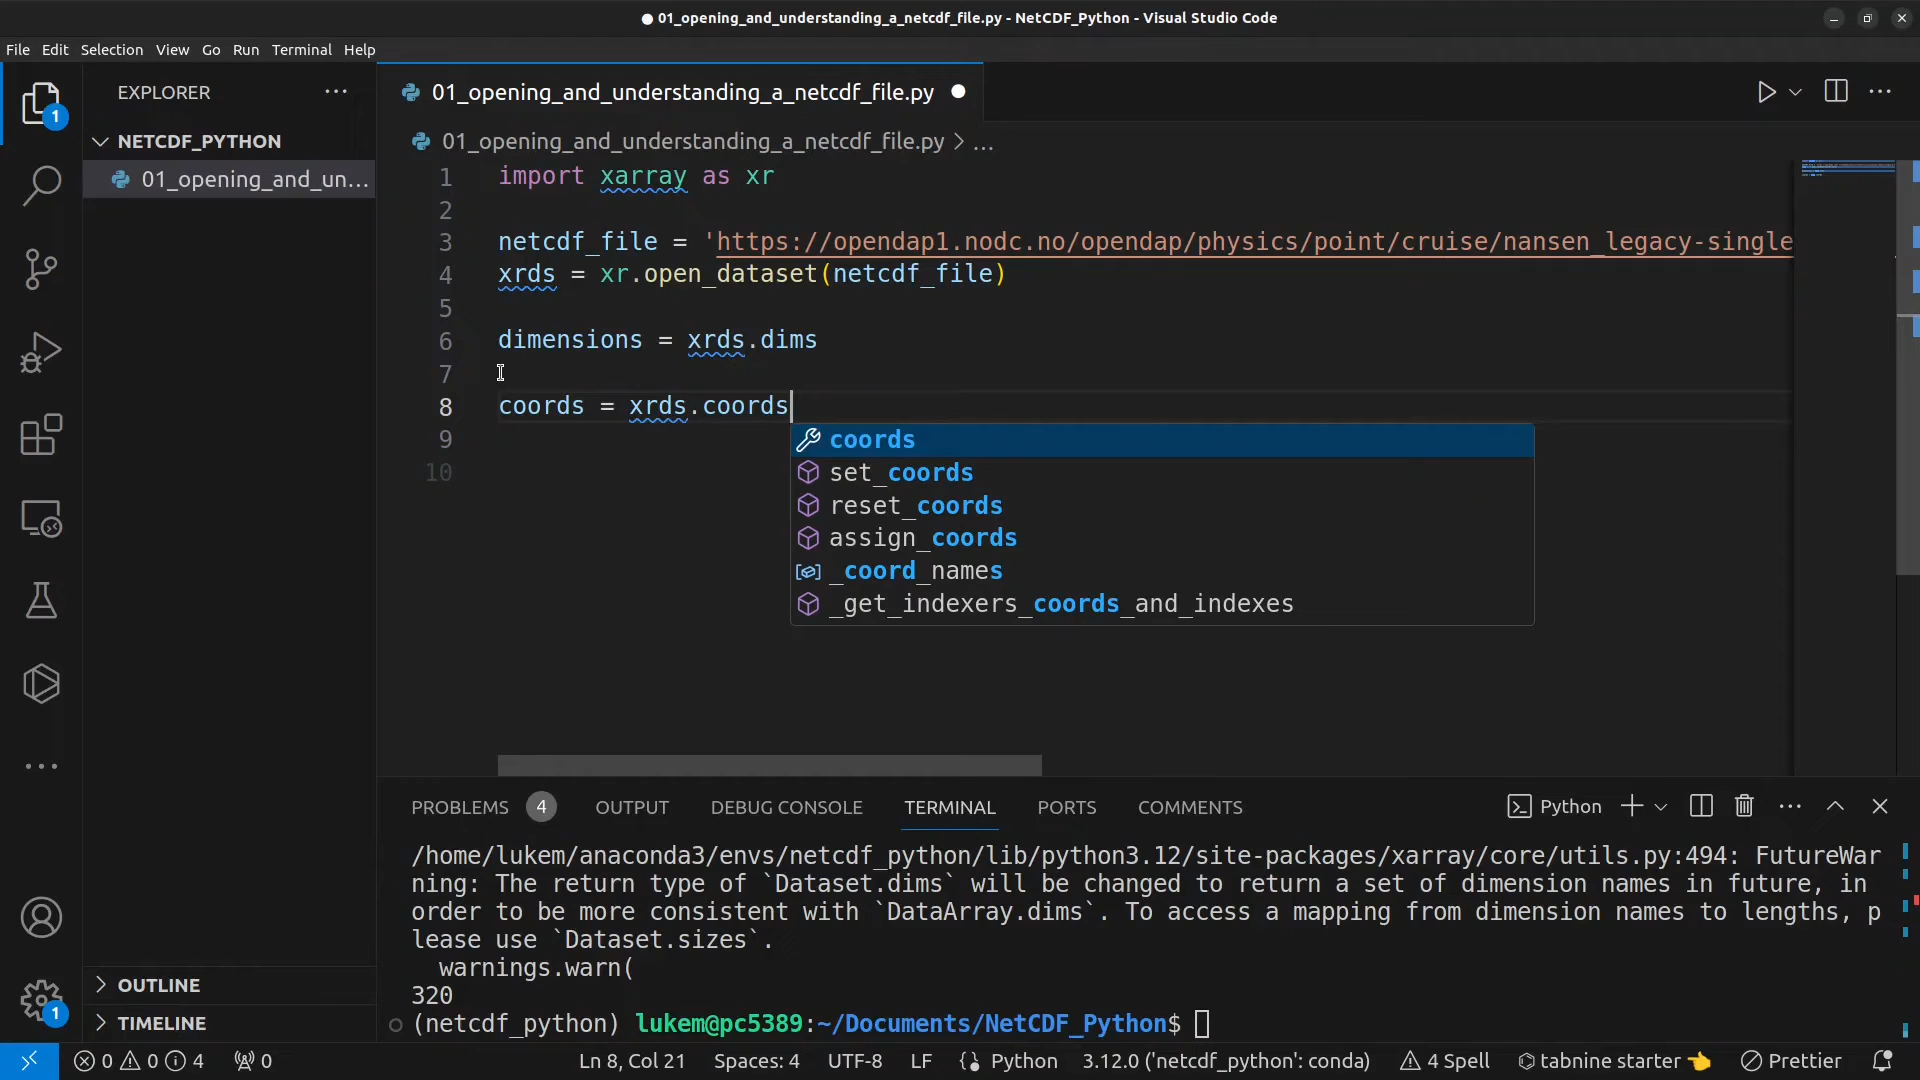 ● 01_opening_and_understanding_a_netcdf_file.py - NetCDF_Python - Visual Studio Code
File Edit Selection View Go Run Terminal Help
EXPLORER
NETCDF_PYTHON
01_opening_and_un...
OUTLINE
TIMELINE
01_opening_and_understanding_a_netcdf_file.py
01_opening_and_understanding_a_netcdf_file.py > ...
1 import xarray as xr
2
3 netcdf_file = 'https://opendap1.nodc.no/opendap/physics/point/cruise/nansen_legacy-single
4 xrds = xr.open_dataset(netcdf_file)
5
6 dimensions = xrds.dims
7
8 coords = xrds.coords
9
10
coords
set_coords
reset_coords
assign_coords
_coord_names
_get_indexers_coords_and_indexes
PROBLEMS 4 OUTPUT DEBUG CONSOLE TERMINAL PORTS COMMENTS Python
/home/lukem/anaconda3/envs/netcdf_python/lib/python3.12/site-packages/xarray/core/utils.py:494: FutureWar
ning: The return type of `Dataset.dims` will be changed to return a set of dimension names in future, in
order to be more consistent with `DataArray.dims`. To access a mapping from dimension names to lengths, p
lease use `Dataset.sizes`.
warnings.warn(
320
(netcdf_python) lukem@pc5389:~/Documents/NetCDF_Python$
1
1
0 0 4 0 Ln 8, Col 21 Spaces: 4 UTF-8 LF Python 3.12.0 ('netcdf_python': conda) 4 Spell tabnine starter 👈 Prettier